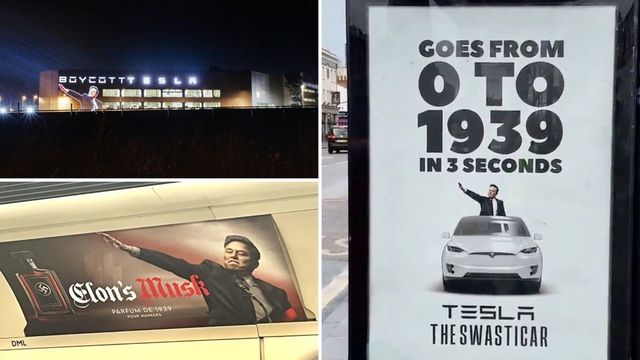 BOYCOTT TESLA
Elon's Musk
PARFUM DE 1939
POUR WANKERS
DML
GOES FROM
0 TO
1939
IN 3 SECONDS
TESLA
THE SWASTICAR